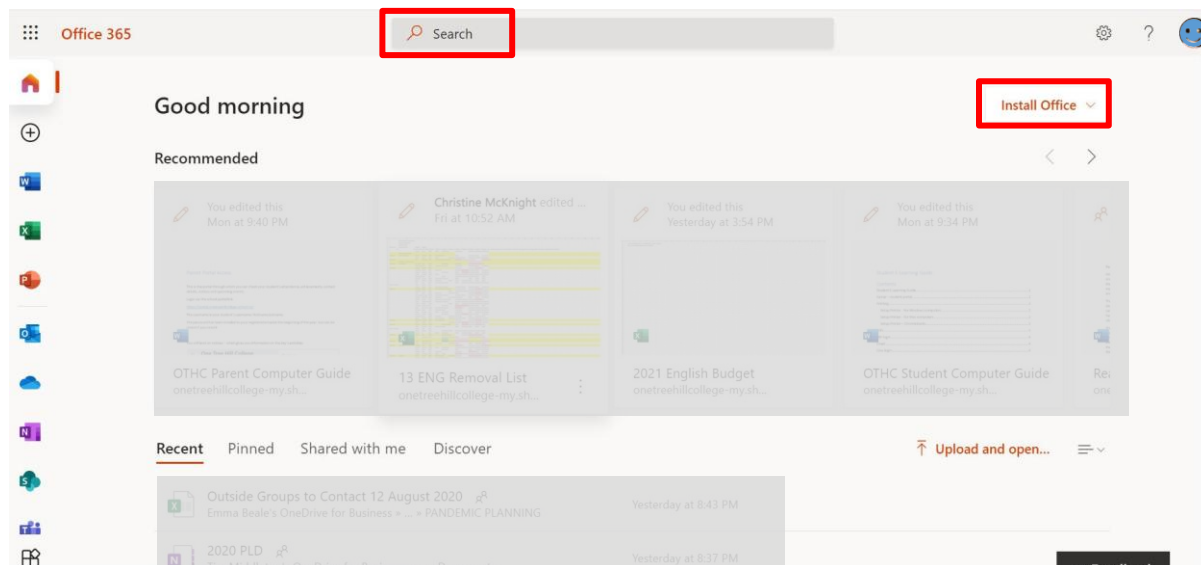 Office 365
Search
?
Good morning
Install Office
Recommended
You edited this
Mon at 9:40 PM
Christine McKnight edited ...
Fri at 10:52 AM
You edited this
Yesterday at 3:54 PM
You edited this
Mon at 9:34 PM
OTHC Parent Computer Guide
onetreehillcollege-my.sh...
13 ENG Removal List
onetreehillcollege-my.sh...
2021 English Budget
onetreehillcollege-my.sh...
OTHC Student Computer Guide
onetreehillcollege-my.sh...
Recent Pinned Shared with me Discover
Upload and open...
Outside Groups to Contact 12 August 2020
Emma Beale's OneDrive for Business » ... » PANDEMIC PLANNING
Yesterday at 8:43 PM
2020 PLD
Yesterday at 8:37 PM